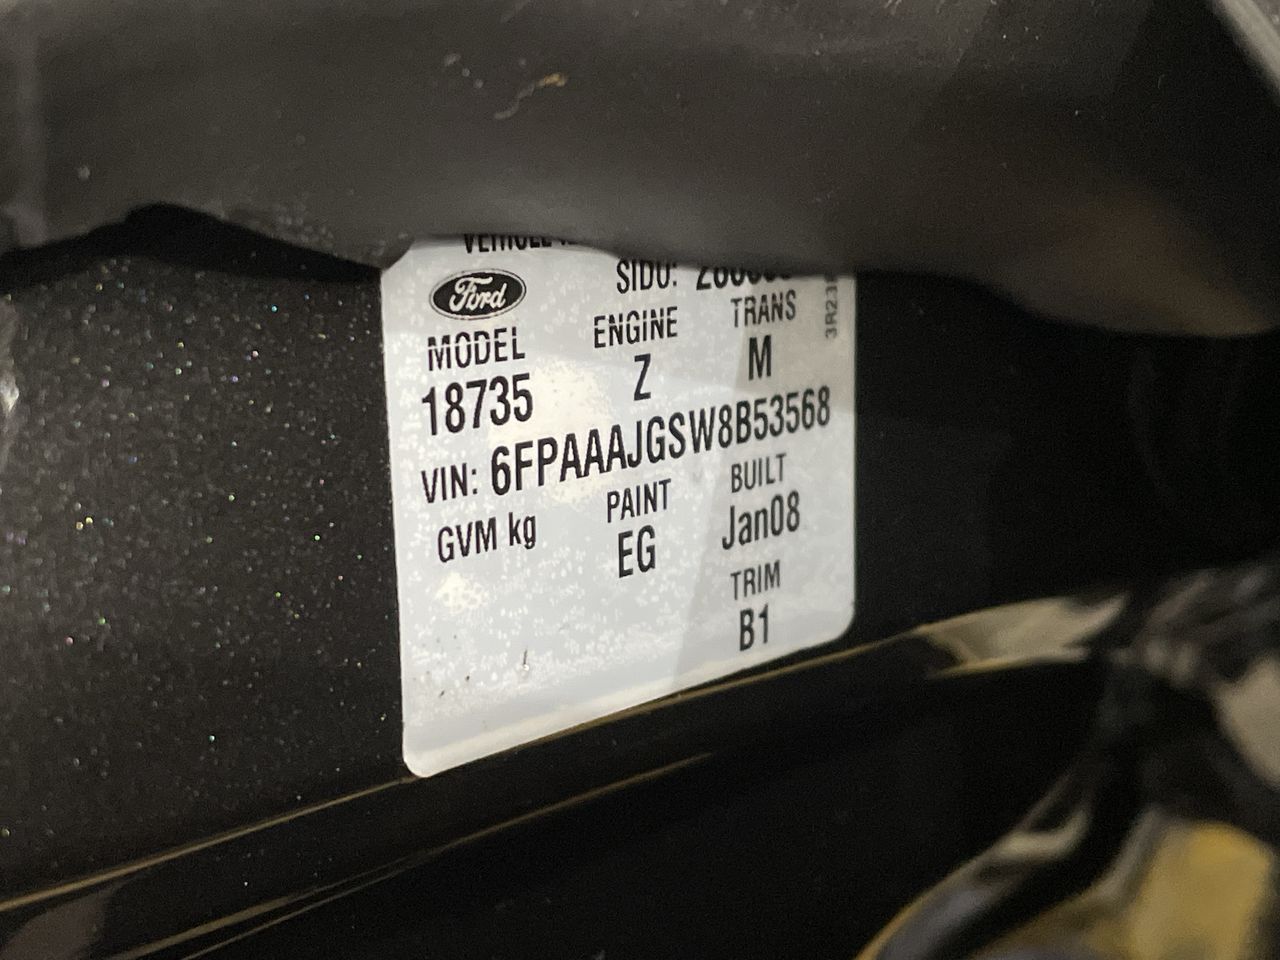 Ford
SIDU:
MODEL ENGINE TRANS
18735 Z M
VIN: 6FPAAAJGSW8B53568
GVM kg PAINT BUILT
EG Jan08
TRIM
B1